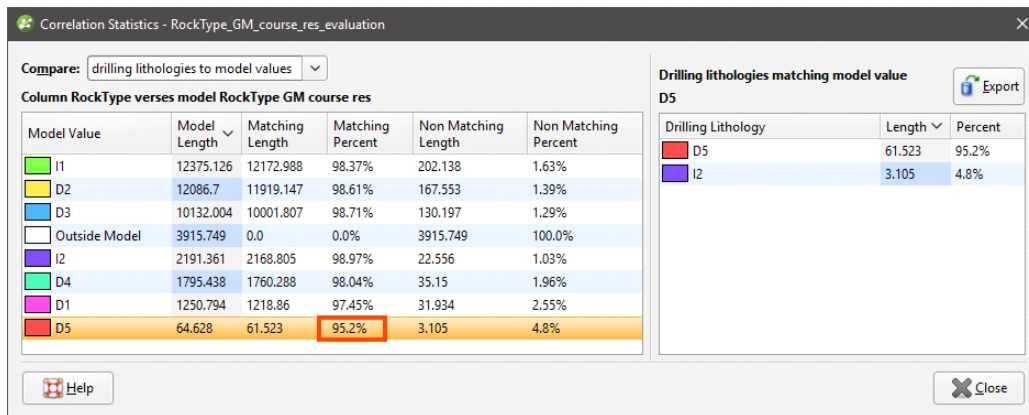 Correlation Statistics - RockType_GM_course_res_evaluation
Compare: drilling lithologies to model values
Column RockType verses model RockType GM course res
Model Value Model Length Matching Length Matching Percent Non Matching Length Non Matching Percent
I1 12375.126 12172.988 98.37% 202.138 1.63%
D2 12086.7 11919.147 98.61% 167.553 1.39%
D3 10132.004 10001.807 98.71% 130.197 1.29%
Outside Model 3915.749 0.0 0.0% 3915.749 100.0%
I2 2191.361 2168.805 98.97% 22.556 1.03%
D4 1795.438 1760.288 98.04% 35.15 1.96%
D1 1250.794 1218.86 97.45% 31.934 2.55%
D5 64.628 61.523 95.2% 3.105 4.8%
Drilling lithologies matching model value
D5
Export
Drilling Lithology Length Percent
D5 61.523 95.2%
I2 3.105 4.8%
Help
Close